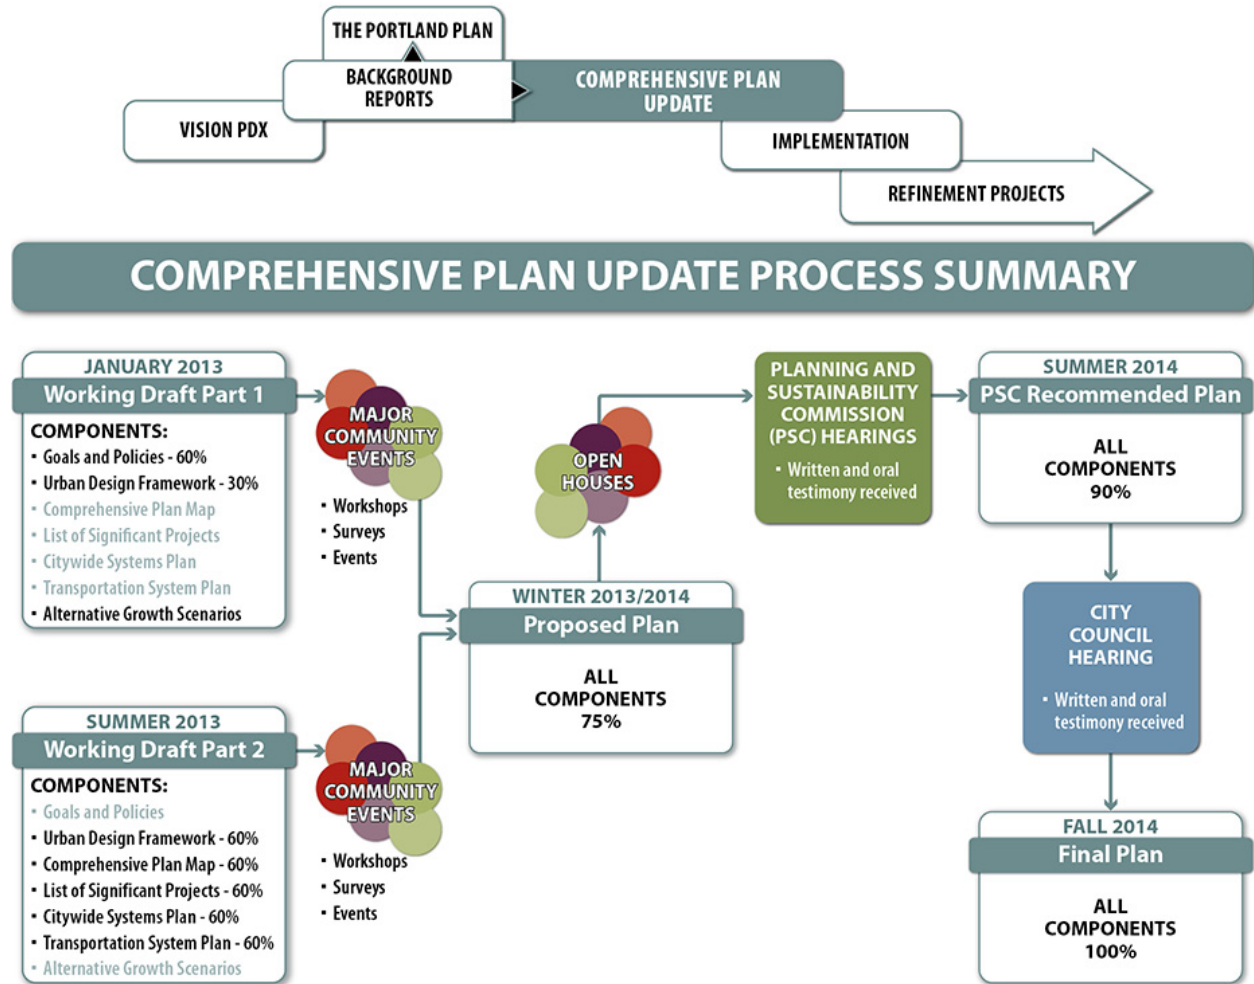 THE PORTLAND PLAN
BACKGROUND
REPORTS
COMPREHENSIVE PLAN
UPDATE
VISION PDX
IMPLEMENTATION
REFINEMENT PROJECTS
COMPREHENSIVE PLAN UPDATE PROCESS SUMMARY
JANUARY 2013
Working Draft Part 1
COMPONENTS:
▪ Goals and Policies - 60%
▪ Urban Design Framework - 30%
▪ Comprehensive Plan Map
▪ List of Significant Projects
▪ Citywide Systems Plan
▪ Transportation System Plan
▪ Alternative Growth Scenarios
MAJOR
COMMUNITY
EVENTS
▪ Workshops
▪ Surveys
▪ Events
SUMMER 2013
Working Draft Part 2
COMPONENTS:
▪ Goals and Policies
▪ Urban Design Framework - 60%
▪ Comprehensive Plan Map - 60%
▪ List of Significant Projects - 60%
▪ Citywide Systems Plan - 60%
▪ Transportation System Plan - 60%
▪ Alternative Growth Scenarios
MAJOR
COMMUNITY
EVENTS
▪ Workshops
▪ Surveys
▪ Events
WINTER 2013/2014
Proposed Plan
ALL
COMPONENTS
75%
OPEN
HOUSES
PLANNING AND
SUSTAINABILITY
COMMISSION
(PSC) HEARINGS
▪ Written and oral
testimony received
SUMMER 2014
PSC Recommended Plan
ALL
COMPONENTS
90%
CITY
COUNCIL
HEARING
▪ Written and oral
testimony received
FALL 2014
Final Plan
ALL
COMPONENTS
100%